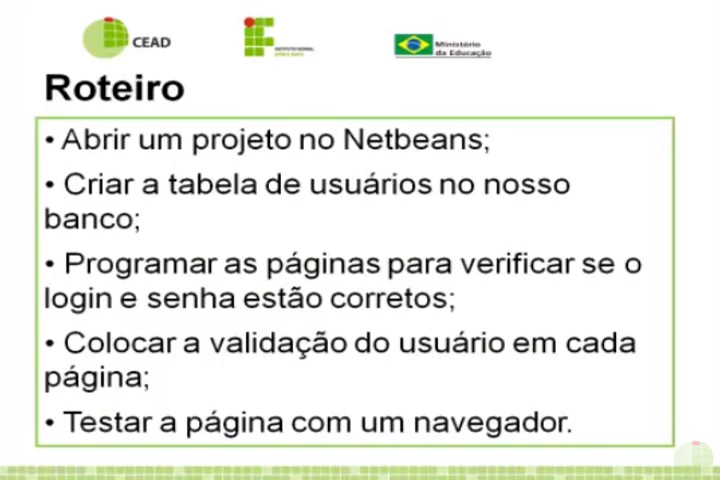 CEAD
INSTITUTO FEDERAL
Ministério
da Educação
Roteiro
• Abrir um projeto no Netbeans;
• Criar a tabela de usuários no nosso
banco;
• Programar as páginas para verificar se o
login e senha estão corretos;
• Colocar a validação do usuário em cada
página;
• Testar a página com um navegador.